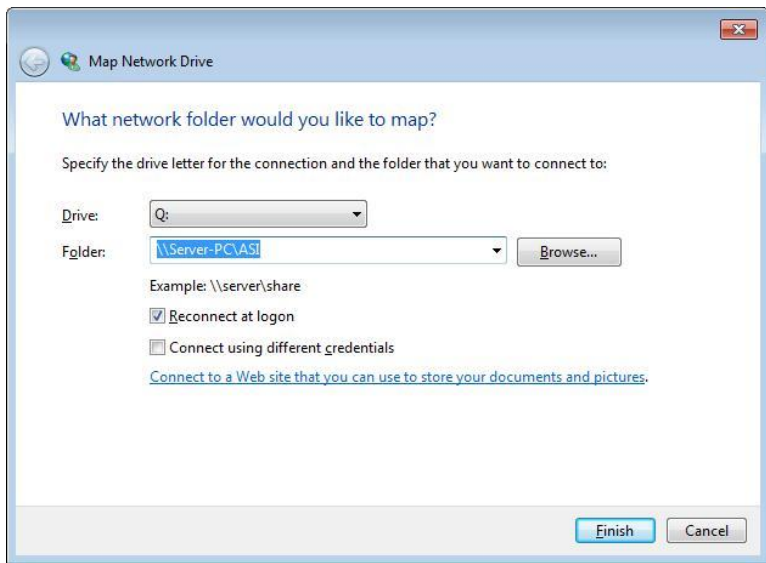 Map Network Drive
What network folder would you like to map?
Specify the drive letter for the connection and the folder that you want to connect to:
Drive: Q:
Folder: \\Server-PC\ASI Browse...
Example: \\server\share
Reconnect at logon
Connect using different credentials
Connect to a Web site that you can use to store your documents and pictures.
Finish Cancel